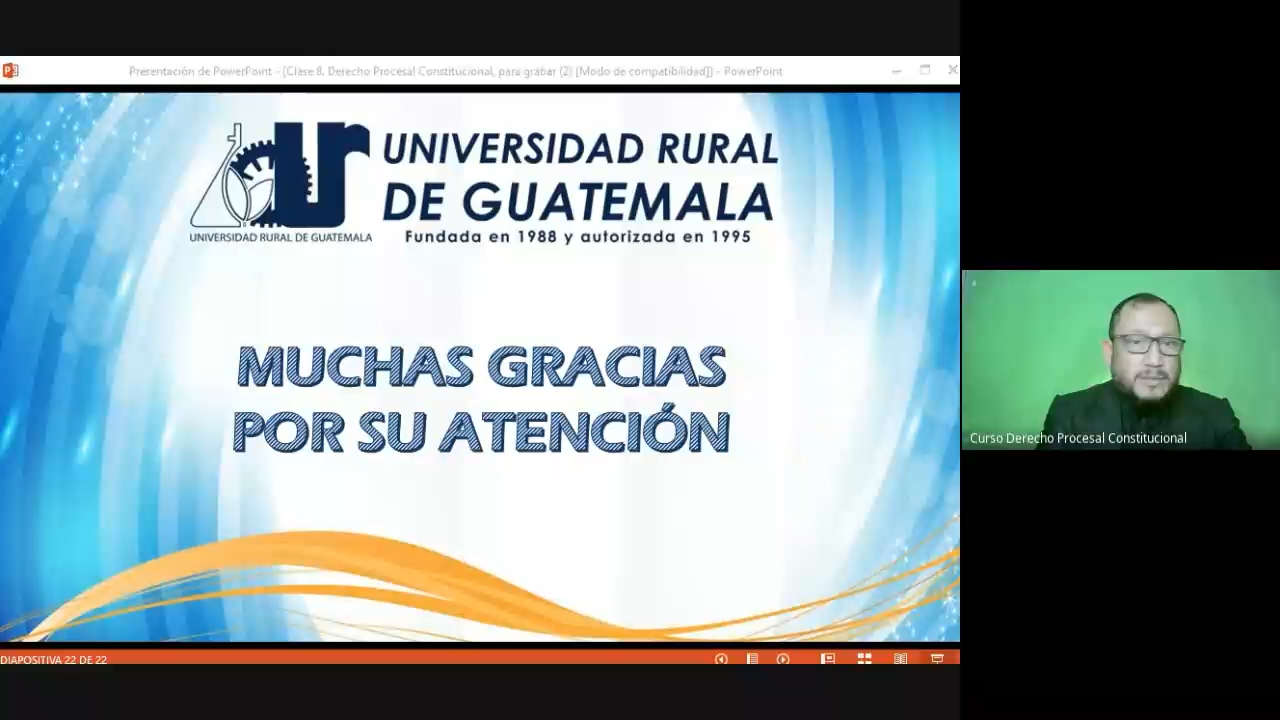 Presentación de PowerPoint - [Clase 8. Derecho Procesal Constitucional, para grabar (2) [Modo de compatibilidad]] - PowerPoint
UNIVERSIDAD RURAL
DE GUATEMALA
Fundada en 1988 y autorizada en 1995
ur
UNIVERSIDAD RURAL DE GUATEMALA
MUCHAS GRACIAS
POR SU ATENCIÓN
Curso Derecho Procesal Constitucional
DIAPOSITIVA 22 DE 22